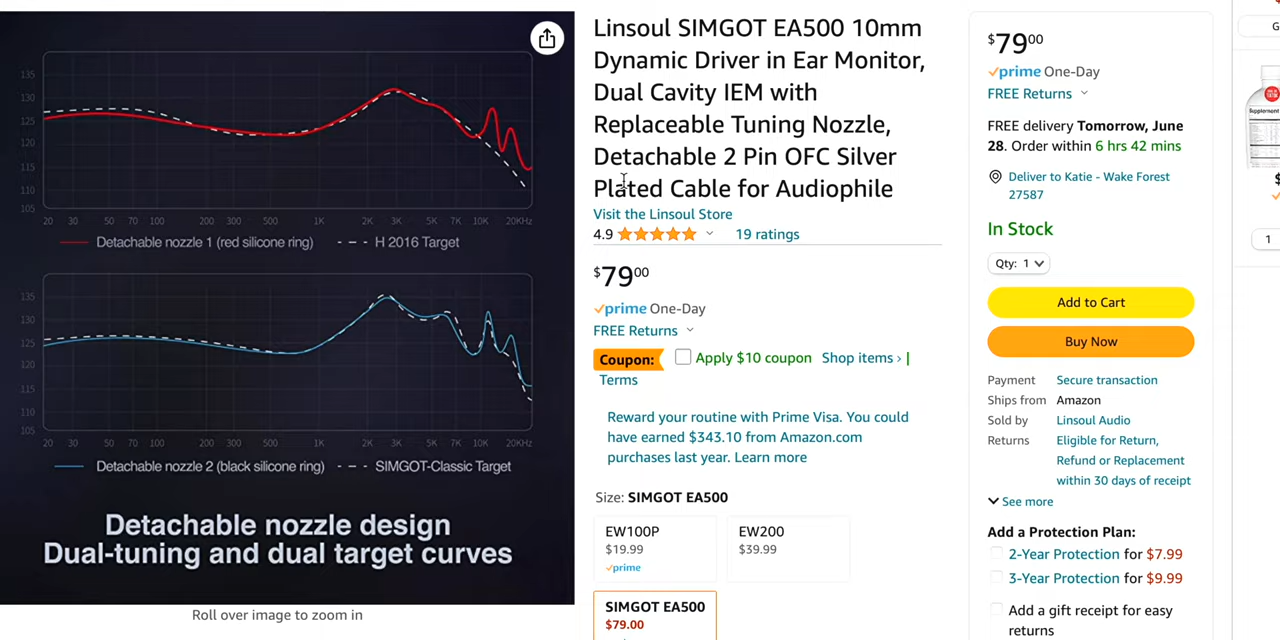 135
130
125
120
115
110
105
20 30 50 70 100 200 300 500 1K 2K 3K 5K 7K 10K 20KHz
Detachable nozzle 1 (red silicone ring) H 2016 Target
135
130
125
120
115
110
105
20 30 50 70 100 200 300 500 1K 2K 3K 5K 7K 10K 20KHz
Detachable nozzle 2 (black silicone ring) SIMGOT-Classic Target
Detachable nozzle design
Dual-tuning and dual target curves
Roll over image to zoom in
Linsoul SIMGOT EA500 10mm
Dynamic Driver in Ear Monitor,
Dual Cavity IEM with
Replaceable Tuning Nozzle,
Detachable 2 Pin OFC Silver
Plated Cable for Audiophile
Visit the Linsoul Store
4.9 19 ratings
$79 00
prime One-Day
FREE Returns
Coupon: Apply $10 coupon Shop items › |
Terms
Reward your routine with Prime Visa. You could
have earned $343.10 from Amazon.com
purchases last year. Learn more
Size: SIMGOT EA500
EW100P
$19.99
prime
EW200
$39.99
SIMGOT EA500
$79.00
$79 00
prime One-Day
FREE Returns
FREE delivery Tomorrow, June
28. Order within 6 hrs 42 mins
Deliver to Katie - Wake Forest
27587
In Stock
Qty: 1
Add to Cart
Buy Now
Payment Secure transaction
Ships from Amazon
Sold by Linsoul Audio
Returns Eligible for Return,
Refund or Replacement
within 30 days of receipt
See more
Add a Protection Plan:
2-Year Protection for $7.99
3-Year Protection for $9.99
Add a gift receipt for easy
returns
G
Supplement
$
1